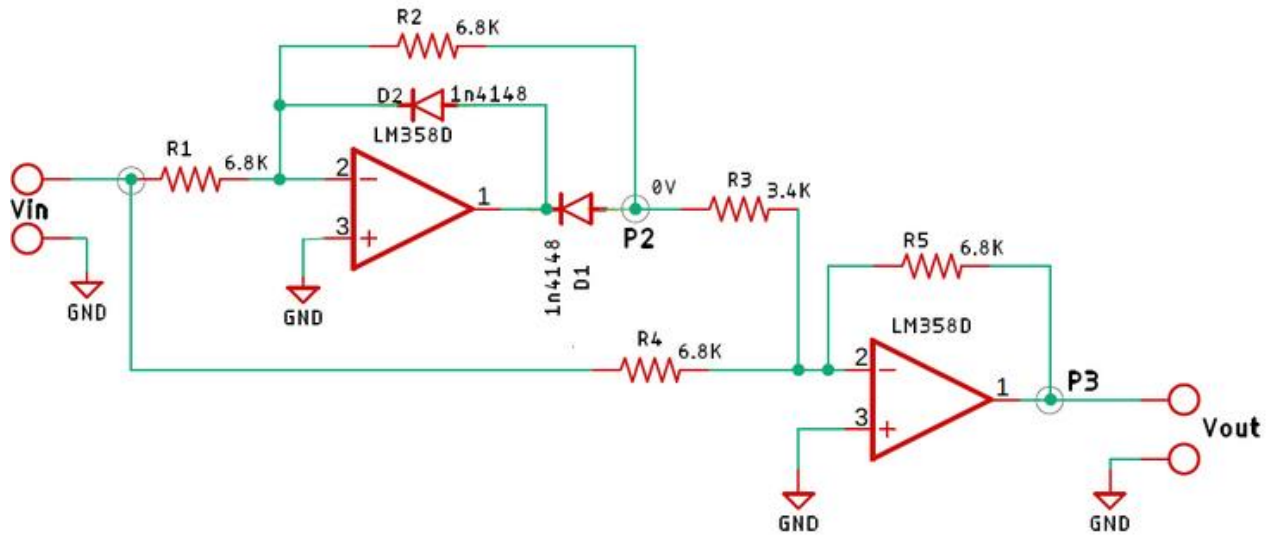 R2
6.8K
D2
1n4148
LM358D
R1
6.8K
2
1
3
Vin
GND
GND
0V
P2
1n4148
D1
R3
3.4K
R4
6.8K
R5
6.8K
LM358D
2
1
3
P3
Vout
GND
GND